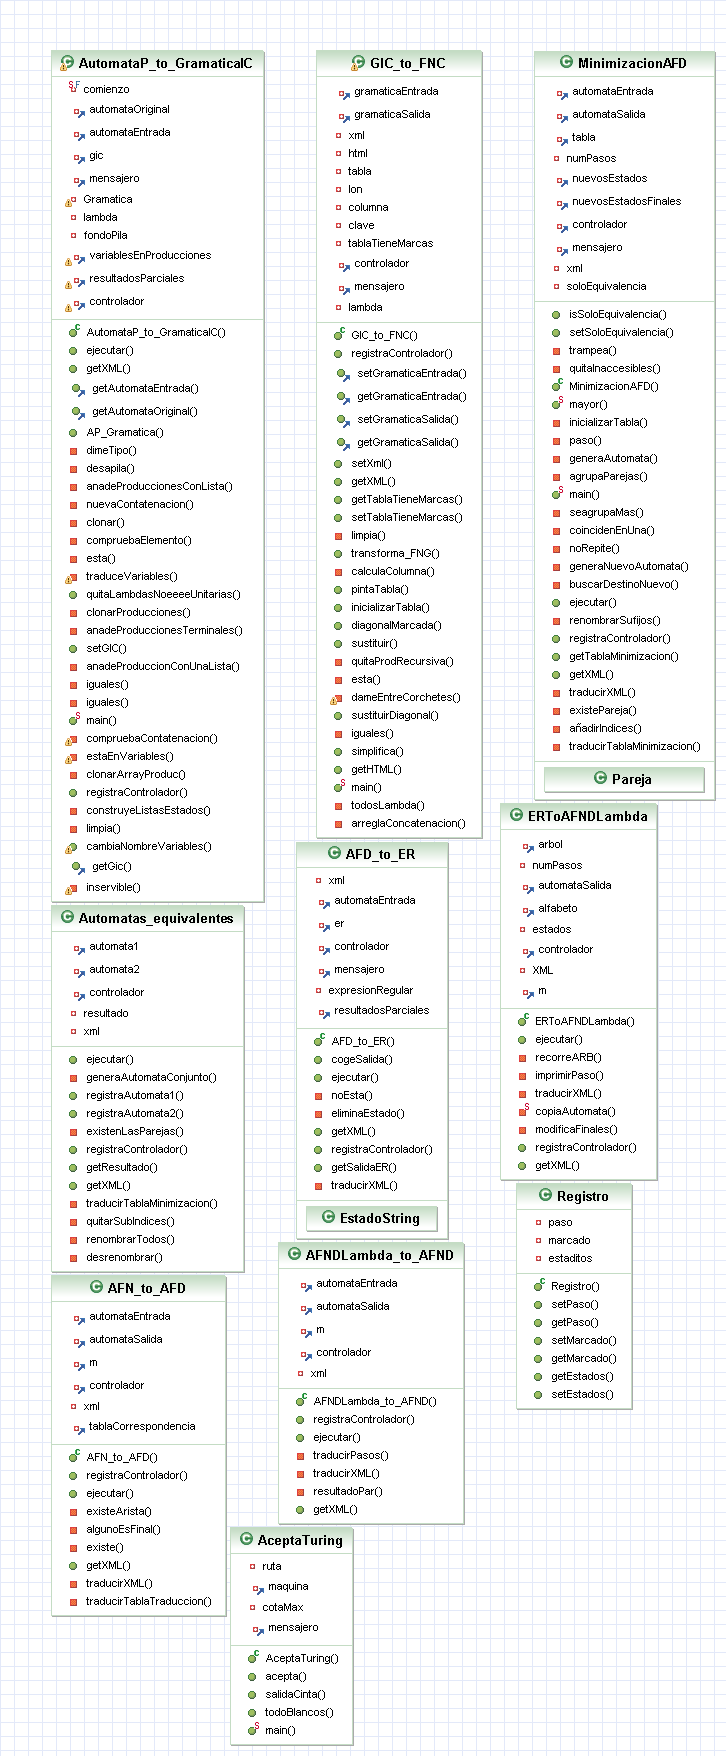 AutomataP_to_GramaticaIC
comienzo
automataOriginal
automataEntrada
gic
mensajero
Gramatica
lambda
fondoPila
variablesEnProducciones
resultadosParciales
controlador
AutomataP_to_GramaticaIC()
ejecutar()
getXML()
getAutomataEntrada()
getAutomataOriginal()
AP_Gramatica()
dimeTipo()
desapila()
anadeProduccionesConLista()
nuevaContatenacion()
clonar()
compruebaElemento()
esta()
traduceVariables()
quitaLambdasNoeeeeUnitarias()
clonarProducciones()
anadeProduccionesTerminales()
setGIC()
anadeProduccionConUnaLista()
iguales()
iguales()
main()
compruebaContatenacion()
estaEnVariables()
clonarArrayProduc()
registraControlador()
construyeListasEstados()
limpia()
cambiaNombreVariables()
getGic()
inservible()
GIC_to_FNC
gramaticaEntrada
gramaticaSalida
xml
html
tabla
lon
columna
clave
tablaTieneMarcas
controlador
mensajero
lambda
GIC_to_FNC()
registraControlador()
setGramaticaEntrada()
getGramaticaEntrada()
setGramaticaSalida()
getGramaticaSalida()
setXml()
getXML()
getTablaTieneMarcas()
setTablaTieneMarcas()
limpia()
transforma_FNG()
calculaColumna()
pintaTabla()
inicializarTabla()
diagonalMarcada()
sustituir()
quitaProdRecursiva()
esta()
dameEntreCorchetes()
sustituirDiagonal()
iguales()
simplifica()
getHTML()
main()
todosLambda()
arreglaConcatenacion()
MinimizacionAFD
automataEntrada
automataSalida
tabla
numPasos
nuevosEstados
nuevosEstadosFinales
controlador
mensajero
xml
soloEquivalencia
isSoloEquivalencia()
setSoloEquivalencia()
trampea()
quitaInaccesibles()
MinimizacionAFD()
mayor()
inicializarTabla()
paso()
generaAutomata()
agrupaParejas()
main()
seagrupaMas()
coincidenEnUna()
noRepite()
generaNuevoAutomata()
buscarDestinoNuevo()
ejecutar()
renombrarSufijos()
registraControlador()
getTablaMinimizacion()
getXML()
traducirXML()
existePareja()
añadirIndices()
traducirTablaMinimizacion()
Pareja
Automatas_equivalentes
automata1
automata2
controlador
resultado
xml
ejecutar()
generaAutomataConjunto()
registraAutomata1()
registraAutomata2()
existenLasParejas()
registraControlador()
getResultado()
getXML()
traducirTablaMinimizacion()
quitarSubIndices()
renombrarTodos()
desrenombrar()
AFD_to_ER
xml
automataEntrada
er
controlador
mensajero
expresionRegular
resultadosParciales
AFD_to_ER()
cogeSalida()
ejecutar()
noEsta()
eliminaEstado()
getXML()
registraControlador()
getSalidaER()
traducirXML()
EstadoString
ERToAFNDLambda
arbol
numPasos
automataSalida
alfabeto
estados
controlador
XML
m
ERToAFNDLambda()
ejecutar()
recorreARB()
imprimirPaso()
traducirXML()
copiaAutomata()
modificaFinales()
registraControlador()
getXML()
Registro
paso
marcado
estaditos
Registro()
setPaso()
getPaso()
setMarcado()
getMarcado()
getEstados()
setEstados()
AFN_to_AFD
automataEntrada
automataSalida
m
controlador
xml
tablaCorrespondencia
AFN_to_AFD()
registraControlador()
ejecutar()
existeArista()
algunoEsFinal()
existe()
getXML()
traducirXML()
traducirTablaTraduccion()
AFNDLambda_to_AFND
automataEntrada
automataSalida
m
controlador
xml
AFNDLambda_to_AFND()
registraControlador()
ejecutar()
traducirPasos()
traducirXML()
resultadoPar()
getXML()
AceptaTuring
ruta
maquina
cotaMax
mensajero
AceptaTuring()
acepta()
salidaCinta()
todoBlancos()
main()